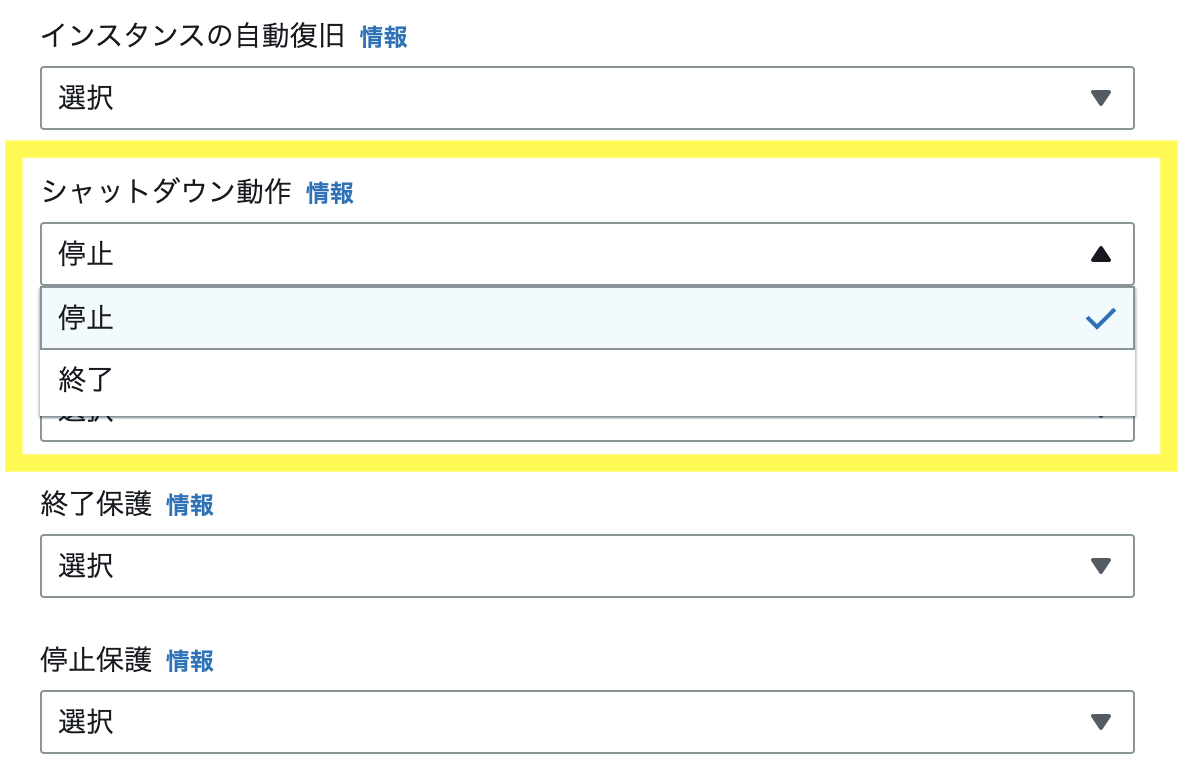 インスタンスの自動復旧 情報
選択
シャットダウン動作 情報
停止
停止
終了
終了保護 情報
選択
停止保護 情報
選択